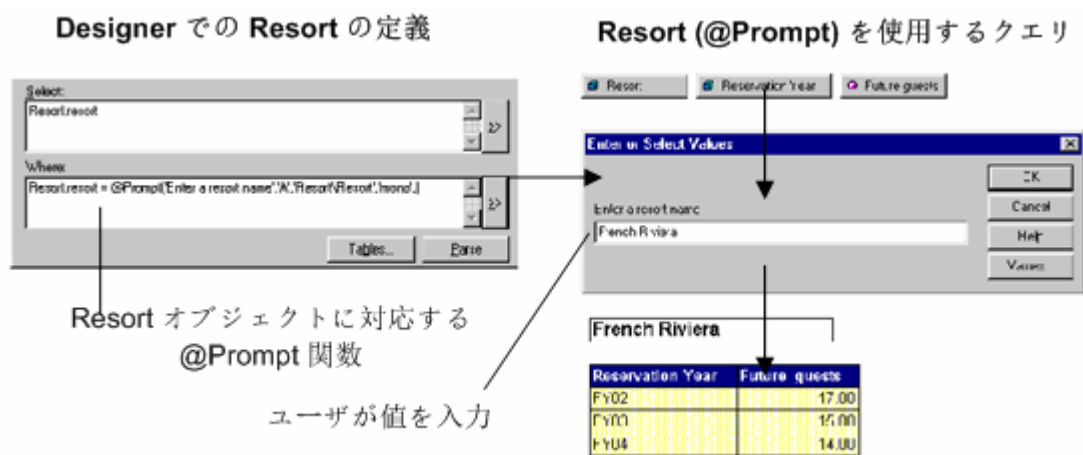 Designer での Resort の定義
Select:
Resort.resort
>>
Where:
Resort.resort = @Prompt('Enter a resort name','A','Resort\Resort','mono',)
>>
Tables...
Parse
Resort オブジェクトに対応する
@Prompt 関数
ユーザが値を入力
Resort (@Prompt) を使用するクエリ
Resort
Reservation Year
Future guests
Enter or Select Values
Enter a resort name
French Riviera
OK
Cancel
Help
Values
French Riviera
Reservation Year Future guests
FY02 17.00
FY03 15.00
FY04 14.00